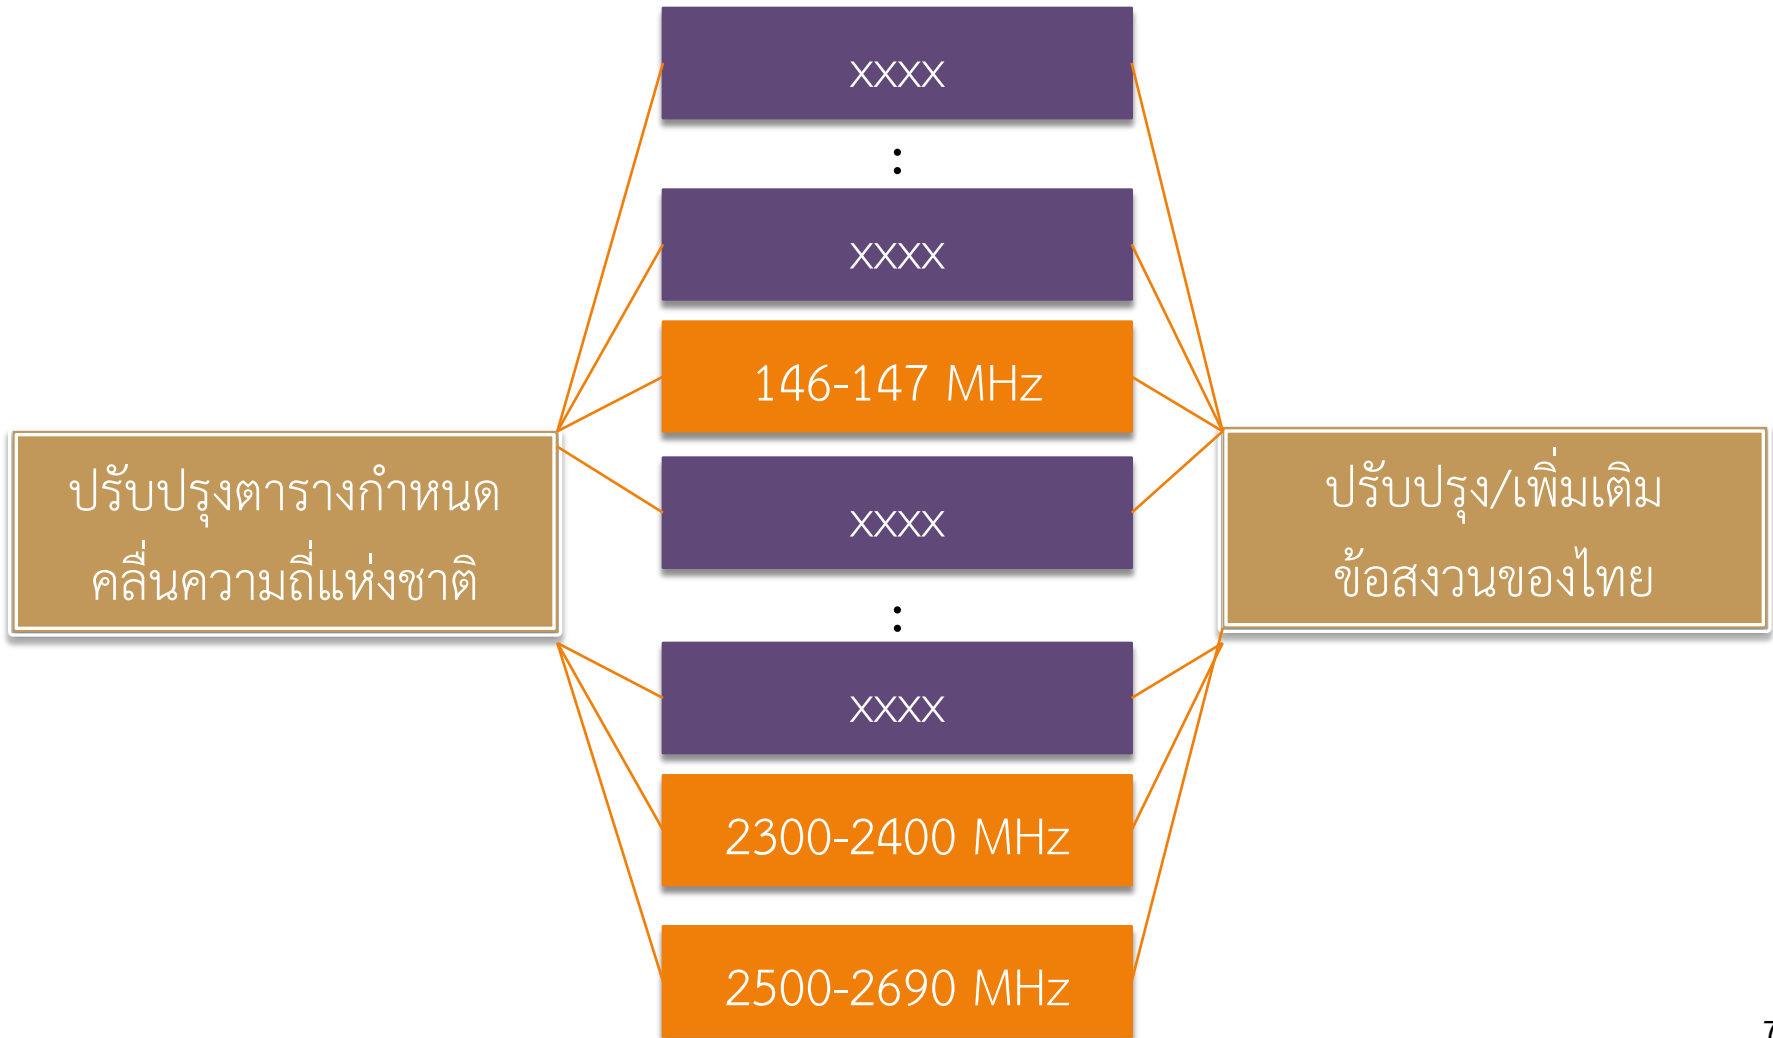 xxxx
:
xxxx
146-147 MHz
ปรับปรุงตารางกำหนด
คลื่นความถี่แห่งชาติ
xxxx
ปรับปรุง/เพิ่มเติม
ข้อสงวนของไทย
:
xxxx
2300-2400 MHz
2500-2690 MHz
7